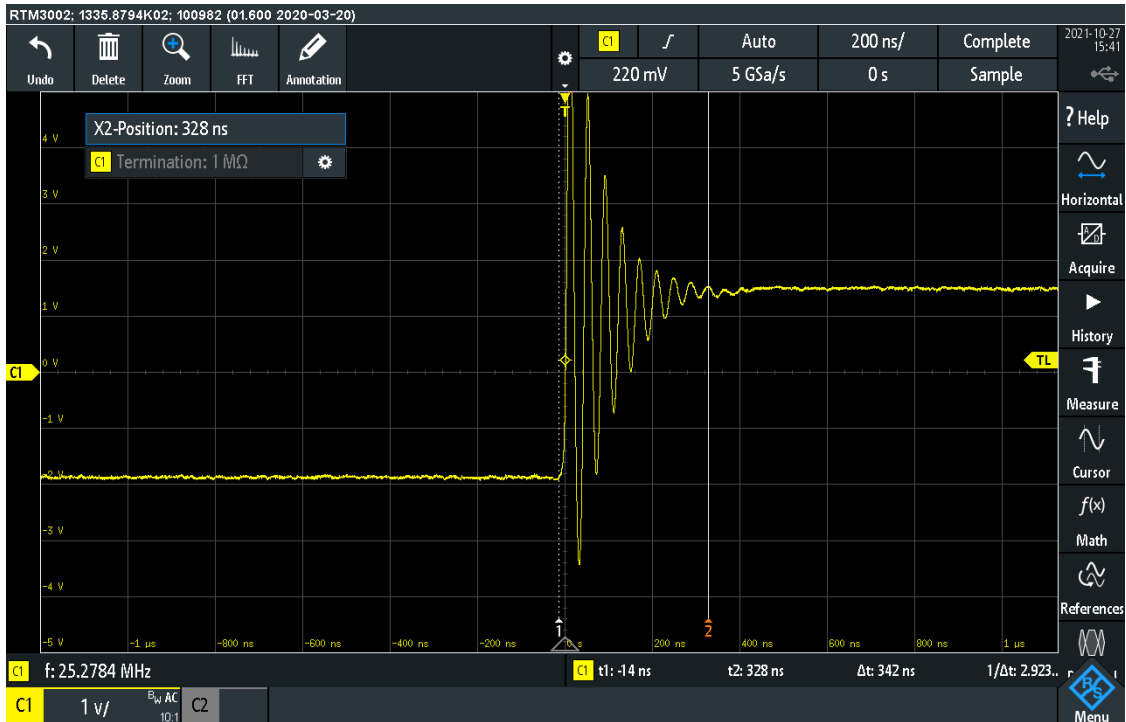 RTM3002; 1335.8794K02; 100982 (01.600 2020-03-20)
Undo Delete Zoom FFT Annotation
C1 Auto 200 ns/ Complete
220 mV 5 GSa/s 0 s Sample
2021-10-27
15:41
X2-Position: 328 ns
C1 Termination: 1 MΩ
T
4 V
3 V
2 V
1 V
0 V
-1 V
-2 V
-3 V
-4 V
-5 V
C1
TL
1
2
-1 µs -800 ns -600 ns -400 ns -200 ns 0 s 200 ns 400 ns 600 ns 800 ns 1 µs
? Help
Horizontal
A D
Acquire
History
Measure
Cursor
f(x)
Math
References
R S
Menu
C1 f: 25.2784 MHz
C1 t1: -14 ns t2: 328 ns Δt: 342 ns 1/Δt: 2.923..
C1 1 V/ BW AC 10:1 C2